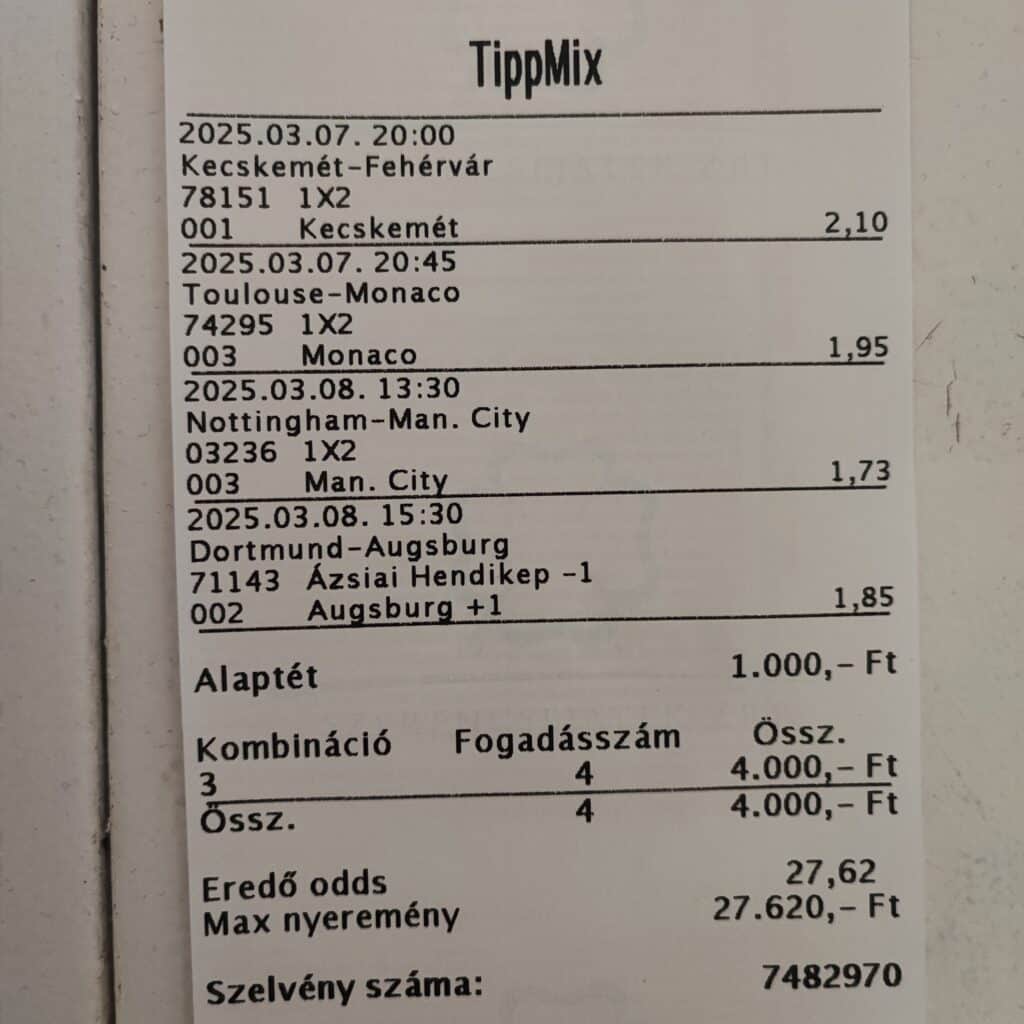 TippMix
2025.03.07. 20:00
Kecskemét-Fehérvár
78151 1X2
001 Kecskemét 2,10
2025.03.07. 20:45
Toulouse-Monaco
74295 1X2
003 Monaco 1,95
2025.03.08. 13:30
Nottingham-Man. City
03236 1X2
003 Man. City 1,73
2025.03.08. 15:30
Dortmund-Augsburg
71143 Ázsiai Hendikep -1
002 Augsburg +1 1,85
Alaptét 1.000,- Ft
Kombináció Fogadásszám Össz.
3 4 4.000,- Ft
Össz. 4 4.000,- Ft
Eredő odds 27,62
Max nyeremény 27.620,- Ft
Szelvény száma: 7482970